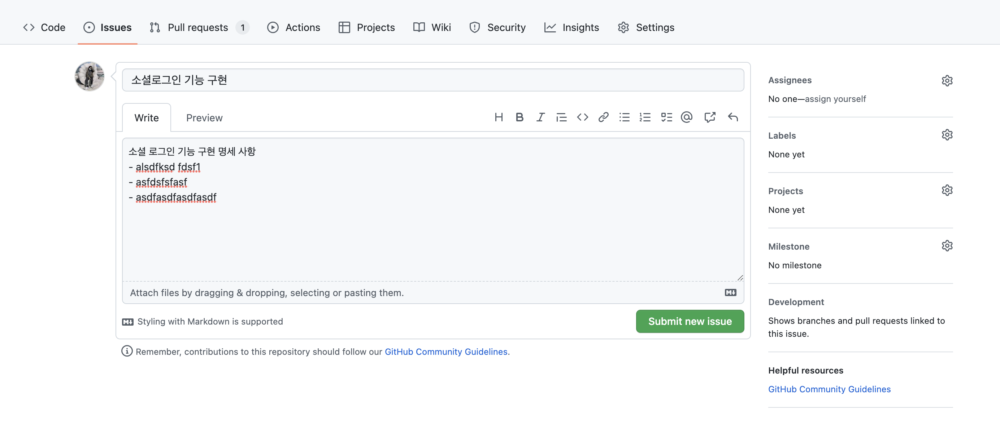 Code Issues Pull requests 1 Actions Projects Wiki Security Insights Settings
소셜로그인 기능 구현
Write Preview
소셜 로그인 기능 구현 명세 사항
- alsdfksd fdsf1
- asfdsfsfasf
- asdfasdfasdfasdf
Attach files by dragging & dropping, selecting or pasting them.
Styling with Markdown is supported
Submit new issue
Remember, contributions to this repository should follow our GitHub Community Guidelines.
Assignees
No one—assign yourself
Labels
None yet
Projects
None yet
Milestone
No milestone
Development
Shows branches and pull requests linked to
this issue.
Helpful resources
GitHub Community Guidelines